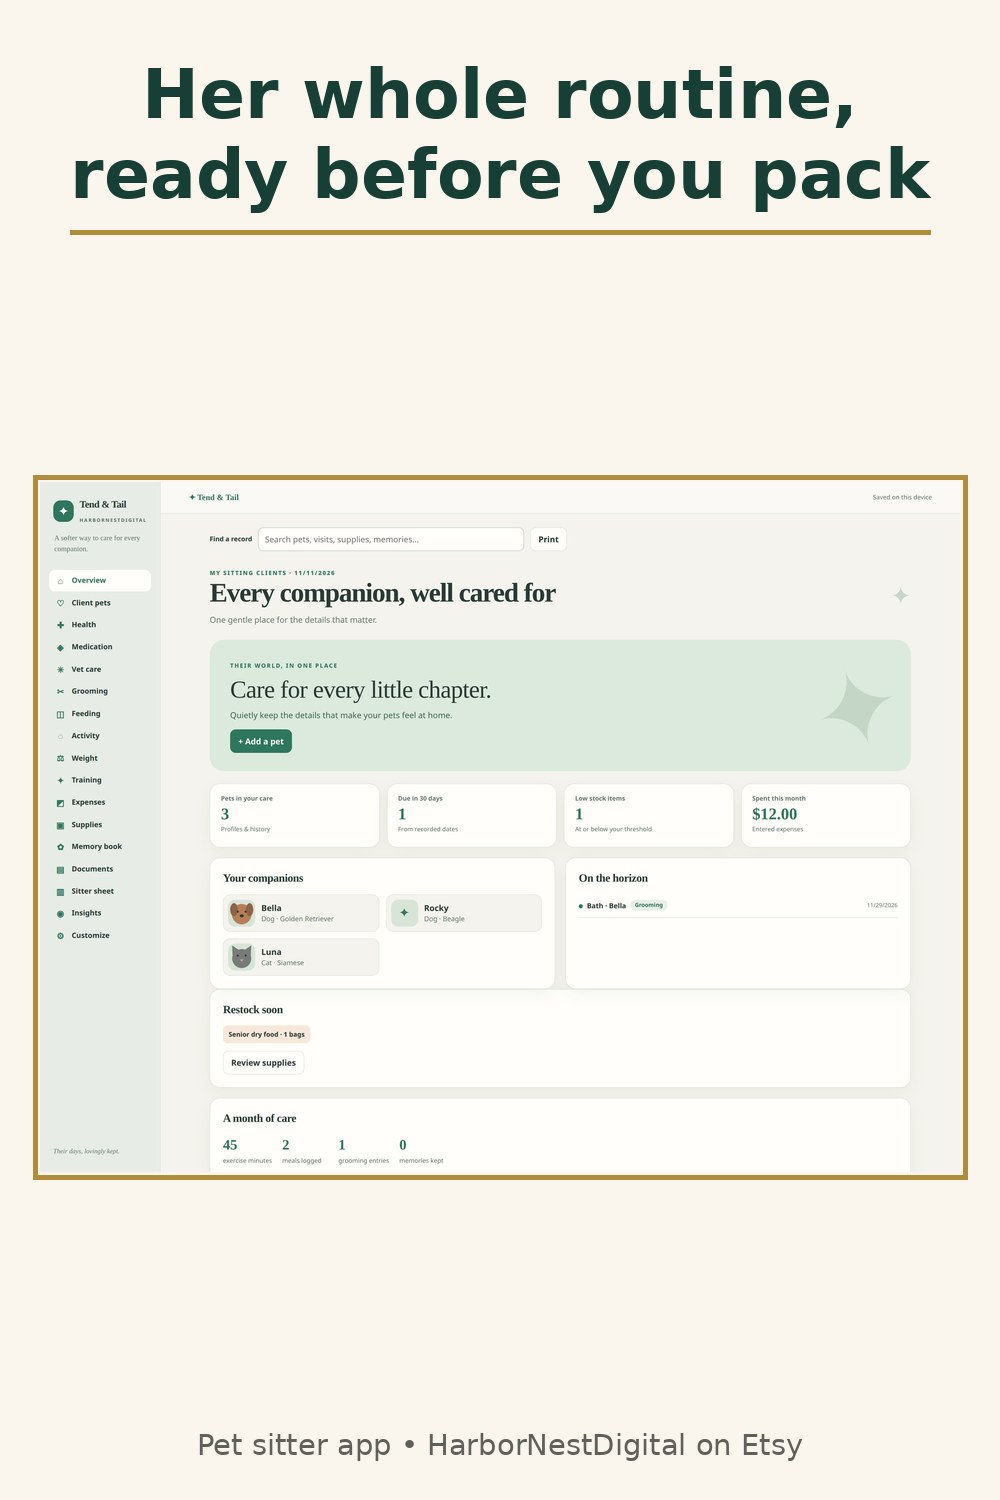 Her whole routine,
ready before you pack
Tend & Tail
HARBORNESTDIGITAL
A softer way to care for every
companion.
Overview
Client pets
Health
Medication
Vet care
Grooming
Feeding
Activity
Weight
Training
Expenses
Supplies
Memory book
Documents
Sitter sheet
Insights
Customize
Their days, lovingly kept.
Tend & Tail
Saved on this device
Find a record
Search pets, visits, supplies, memories...
Print
MY SITTING CLIENTS · 11/11/2026
Every companion, well cared for
One gentle place for the details that matter.
THEIR WORLD, IN ONE PLACE
Care for every little chapter.
Quietly keep the details that make your pets feel at home.
+ Add a pet
Pets in your care
3
Profiles & history
Due in 30 days
1
From recorded dates
Low stock items
1
At or below your threshold
Spent this month
$12.00
Entered expenses
Your companions
Bella
Dog · Golden Retriever
Rocky
Dog · Beagle
Luna
Cat · Siamese
On the horizon
Bath · Bella Grooming 11/29/2026
Restock soon
Senior dry food · 1 bags
Review supplies
A month of care
45 2 1 0
exercise minutes meals logged grooming entries memories kept
Pet sitter app • HarborNestDigital on Etsy